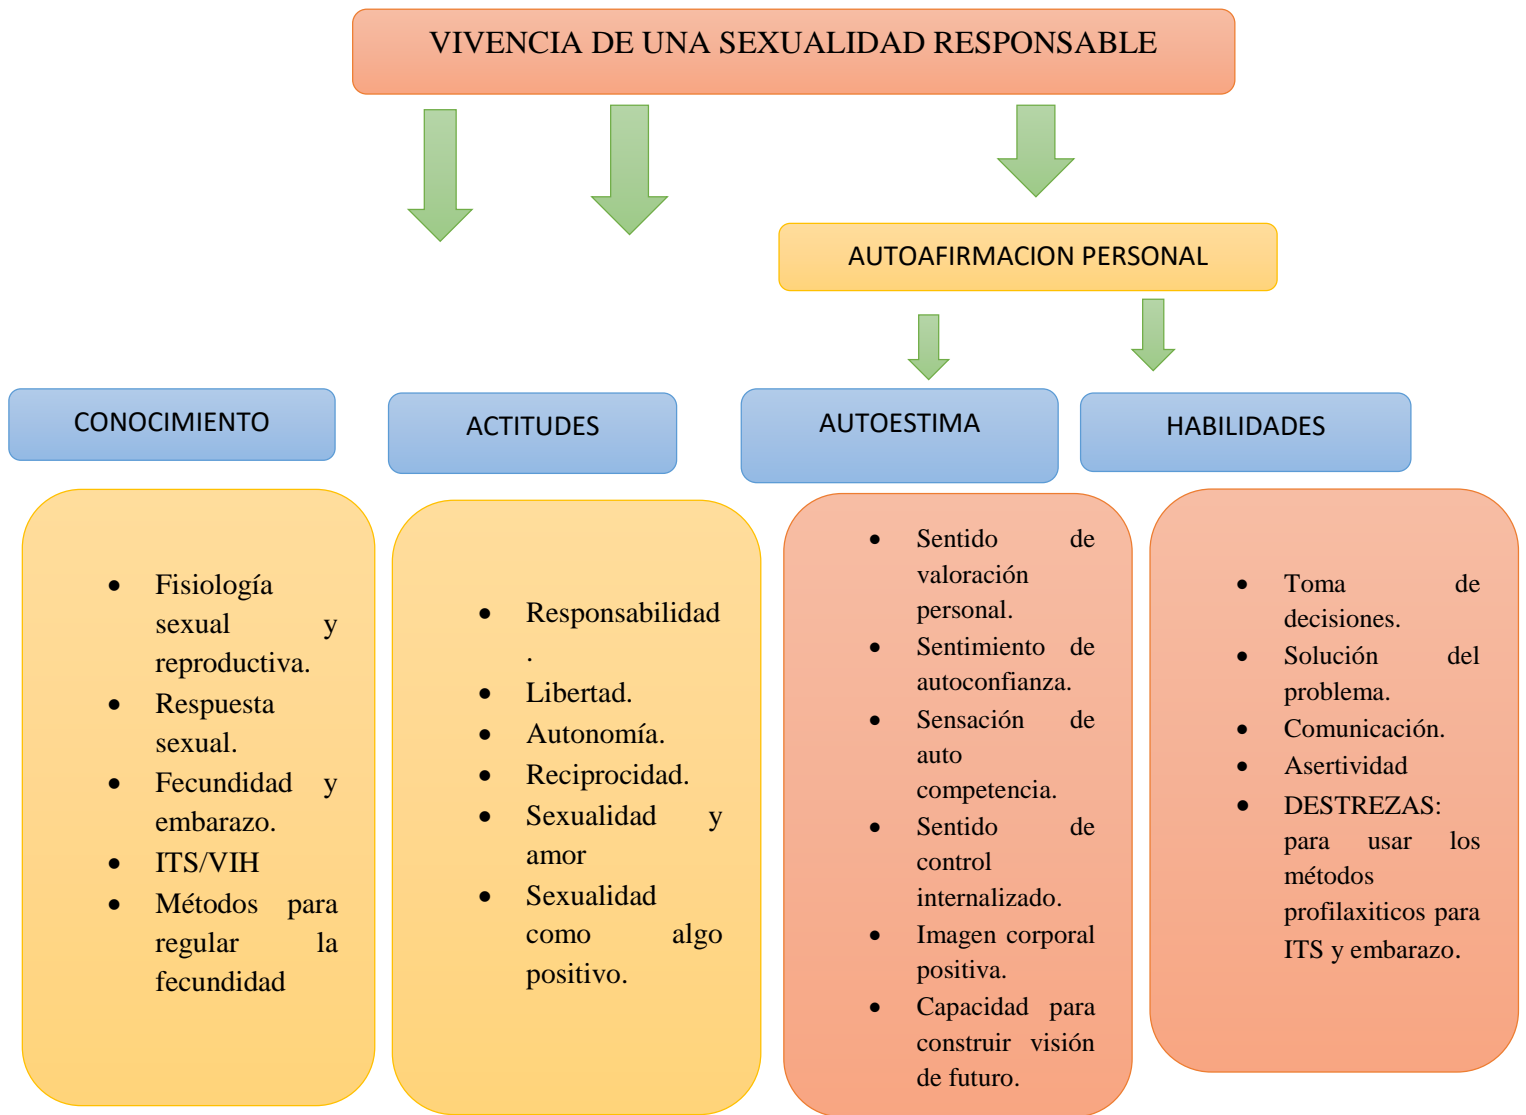 VIVENCIA DE UNA SEXUALIDAD RESPONSABLE
AUTOAFIRMACION PERSONAL
CONOCIMIENTO
ACTITUDES
AUTOESTIMA
HABILIDADES
• Fisiología
sexual y
reproductiva.
• Respuesta
sexual.
• Fecundidad y
embarazo.
• ITS/VIH
• Métodos para
regular la
fecundidad
• Responsabilidad
.
• Libertad.
• Autonomía.
• Reciprocidad.
• Sexualidad y
amor
• Sexualidad
como algo
positivo.
• Sentido de
valoración
personal.
• Sentimiento de
autoconfianza.
• Sensación de
auto
competencia.
• Sentido de
control
internalizado.
• Imagen corporal
positiva.
• Capacidad para
construir visión
de futuro.
• Toma de
decisiones.
• Solución del
problema.
• Comunicación.
• Asertividad
• DESTREZAS:
para usar los
métodos
profilaxiticos para
ITS y embarazo.